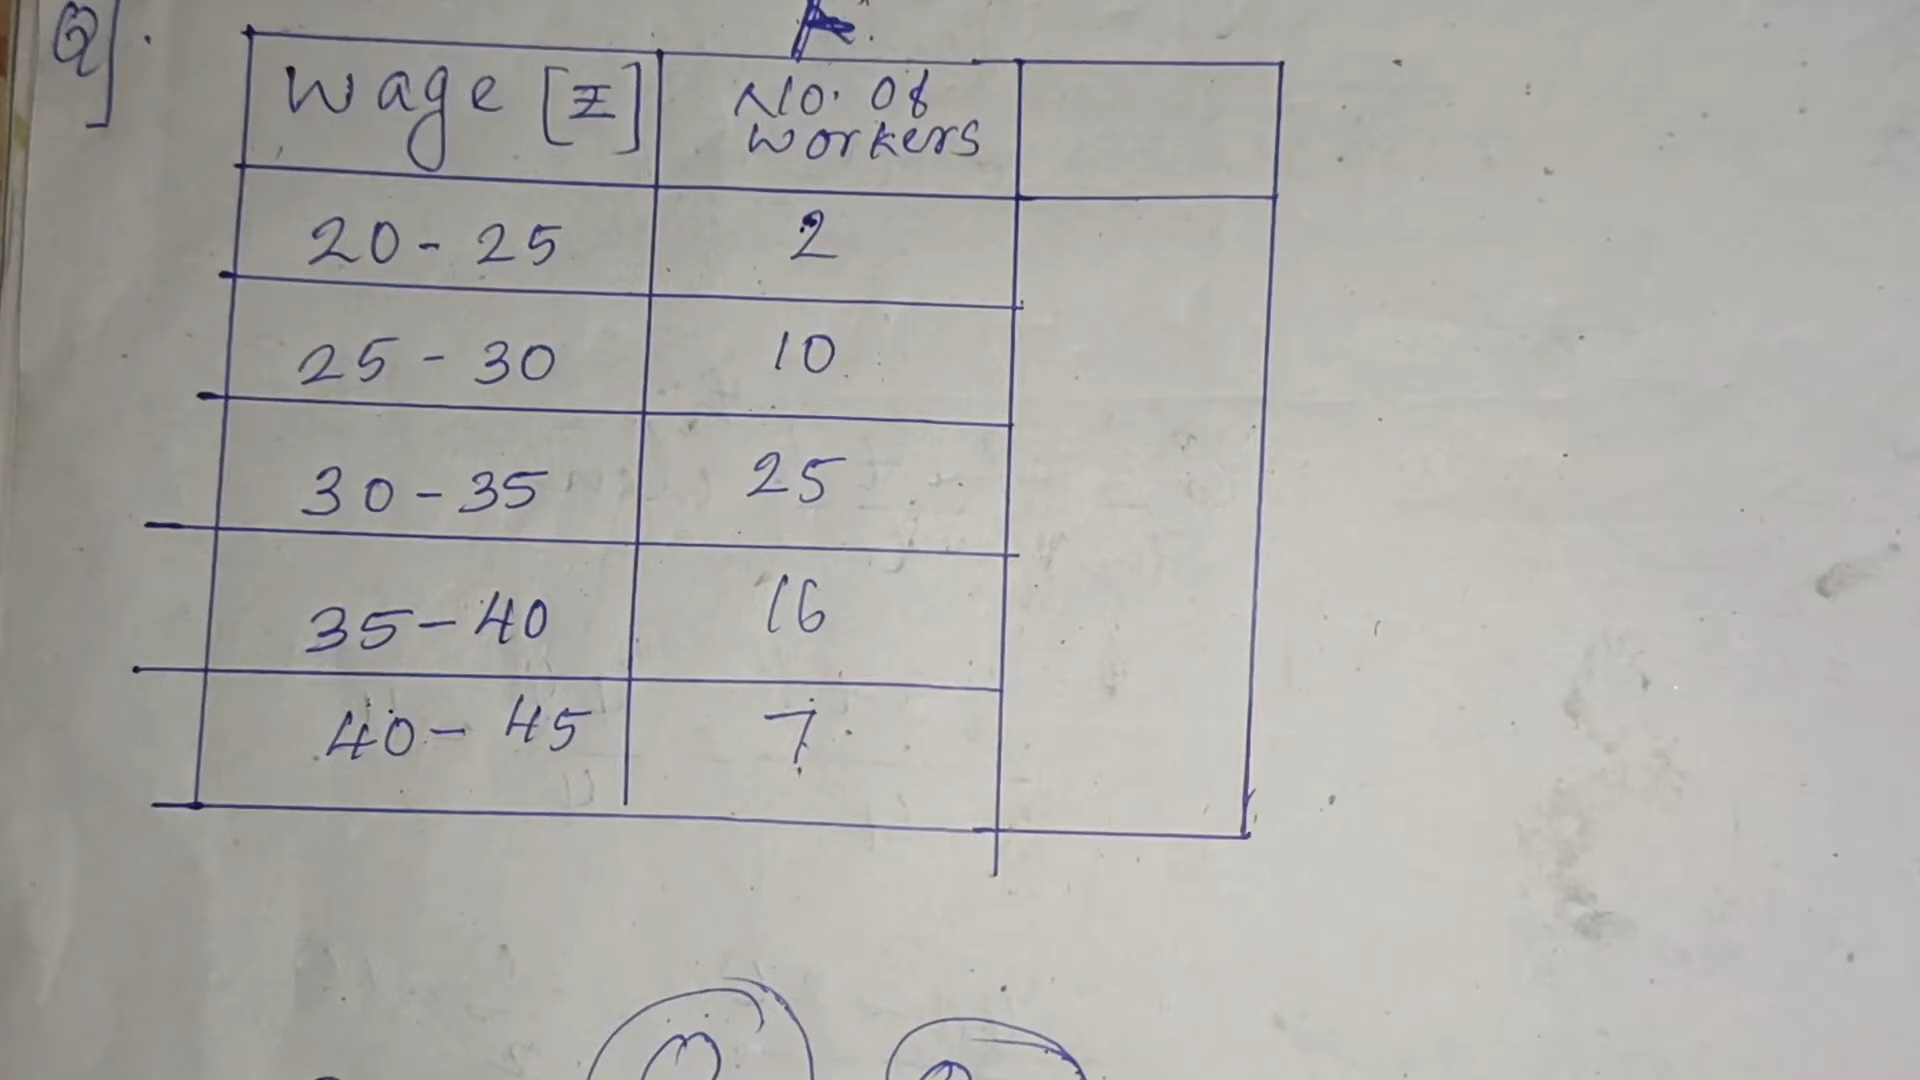 Q].
Wage [₹] No. Of
workers
20 - 25 2
25 - 30 10
30 - 35 25
35 - 40 16
40 - 45 7